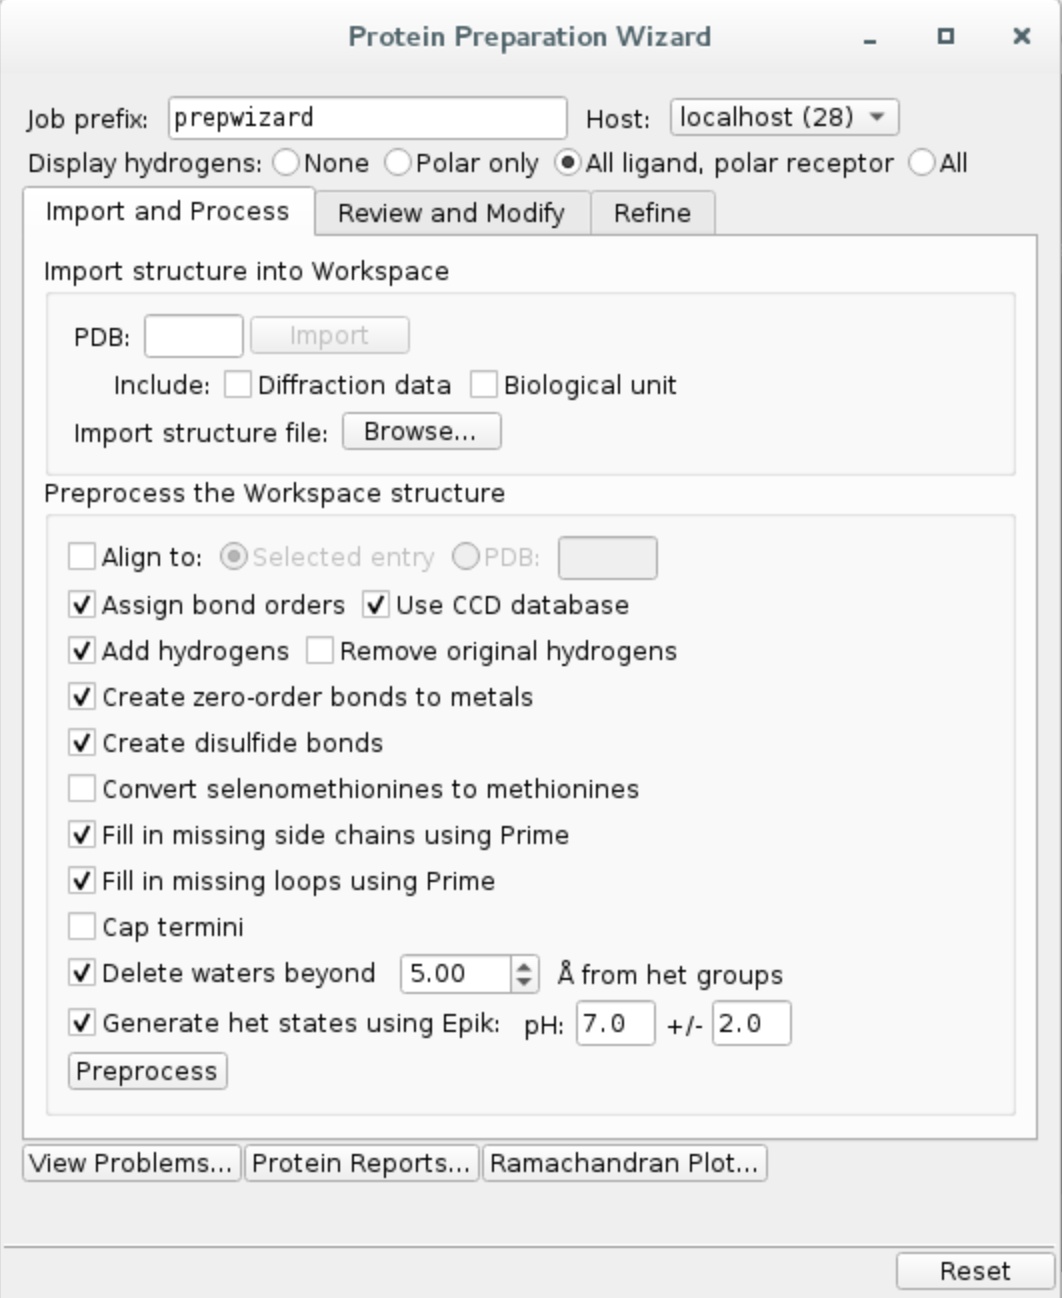 Protein Preparation Wizard
Job prefix: prepwizard Host: localhost (28)
Display hydrogens: None Polar only All ligand, polar receptor All
Import and Process Review and Modify Refine
Import structure into Workspace
PDB: Import
Include: Diffraction data Biological unit
Import structure file: Browse...
Preprocess the Workspace structure
Align to: Selected entry PDB:
Assign bond orders Use CCD database
Add hydrogens Remove original hydrogens
Create zero-order bonds to metals
Create disulfide bonds
Convert selenomethionines to methionines
Fill in missing side chains using Prime
Fill in missing loops using Prime
Cap termini
Delete waters beyond 5.00 Å from het groups
Generate het states using Epik: pH: 7.0 +/- 2.0
Preprocess
View Problems... Protein Reports... Ramachandran Plot...
Reset